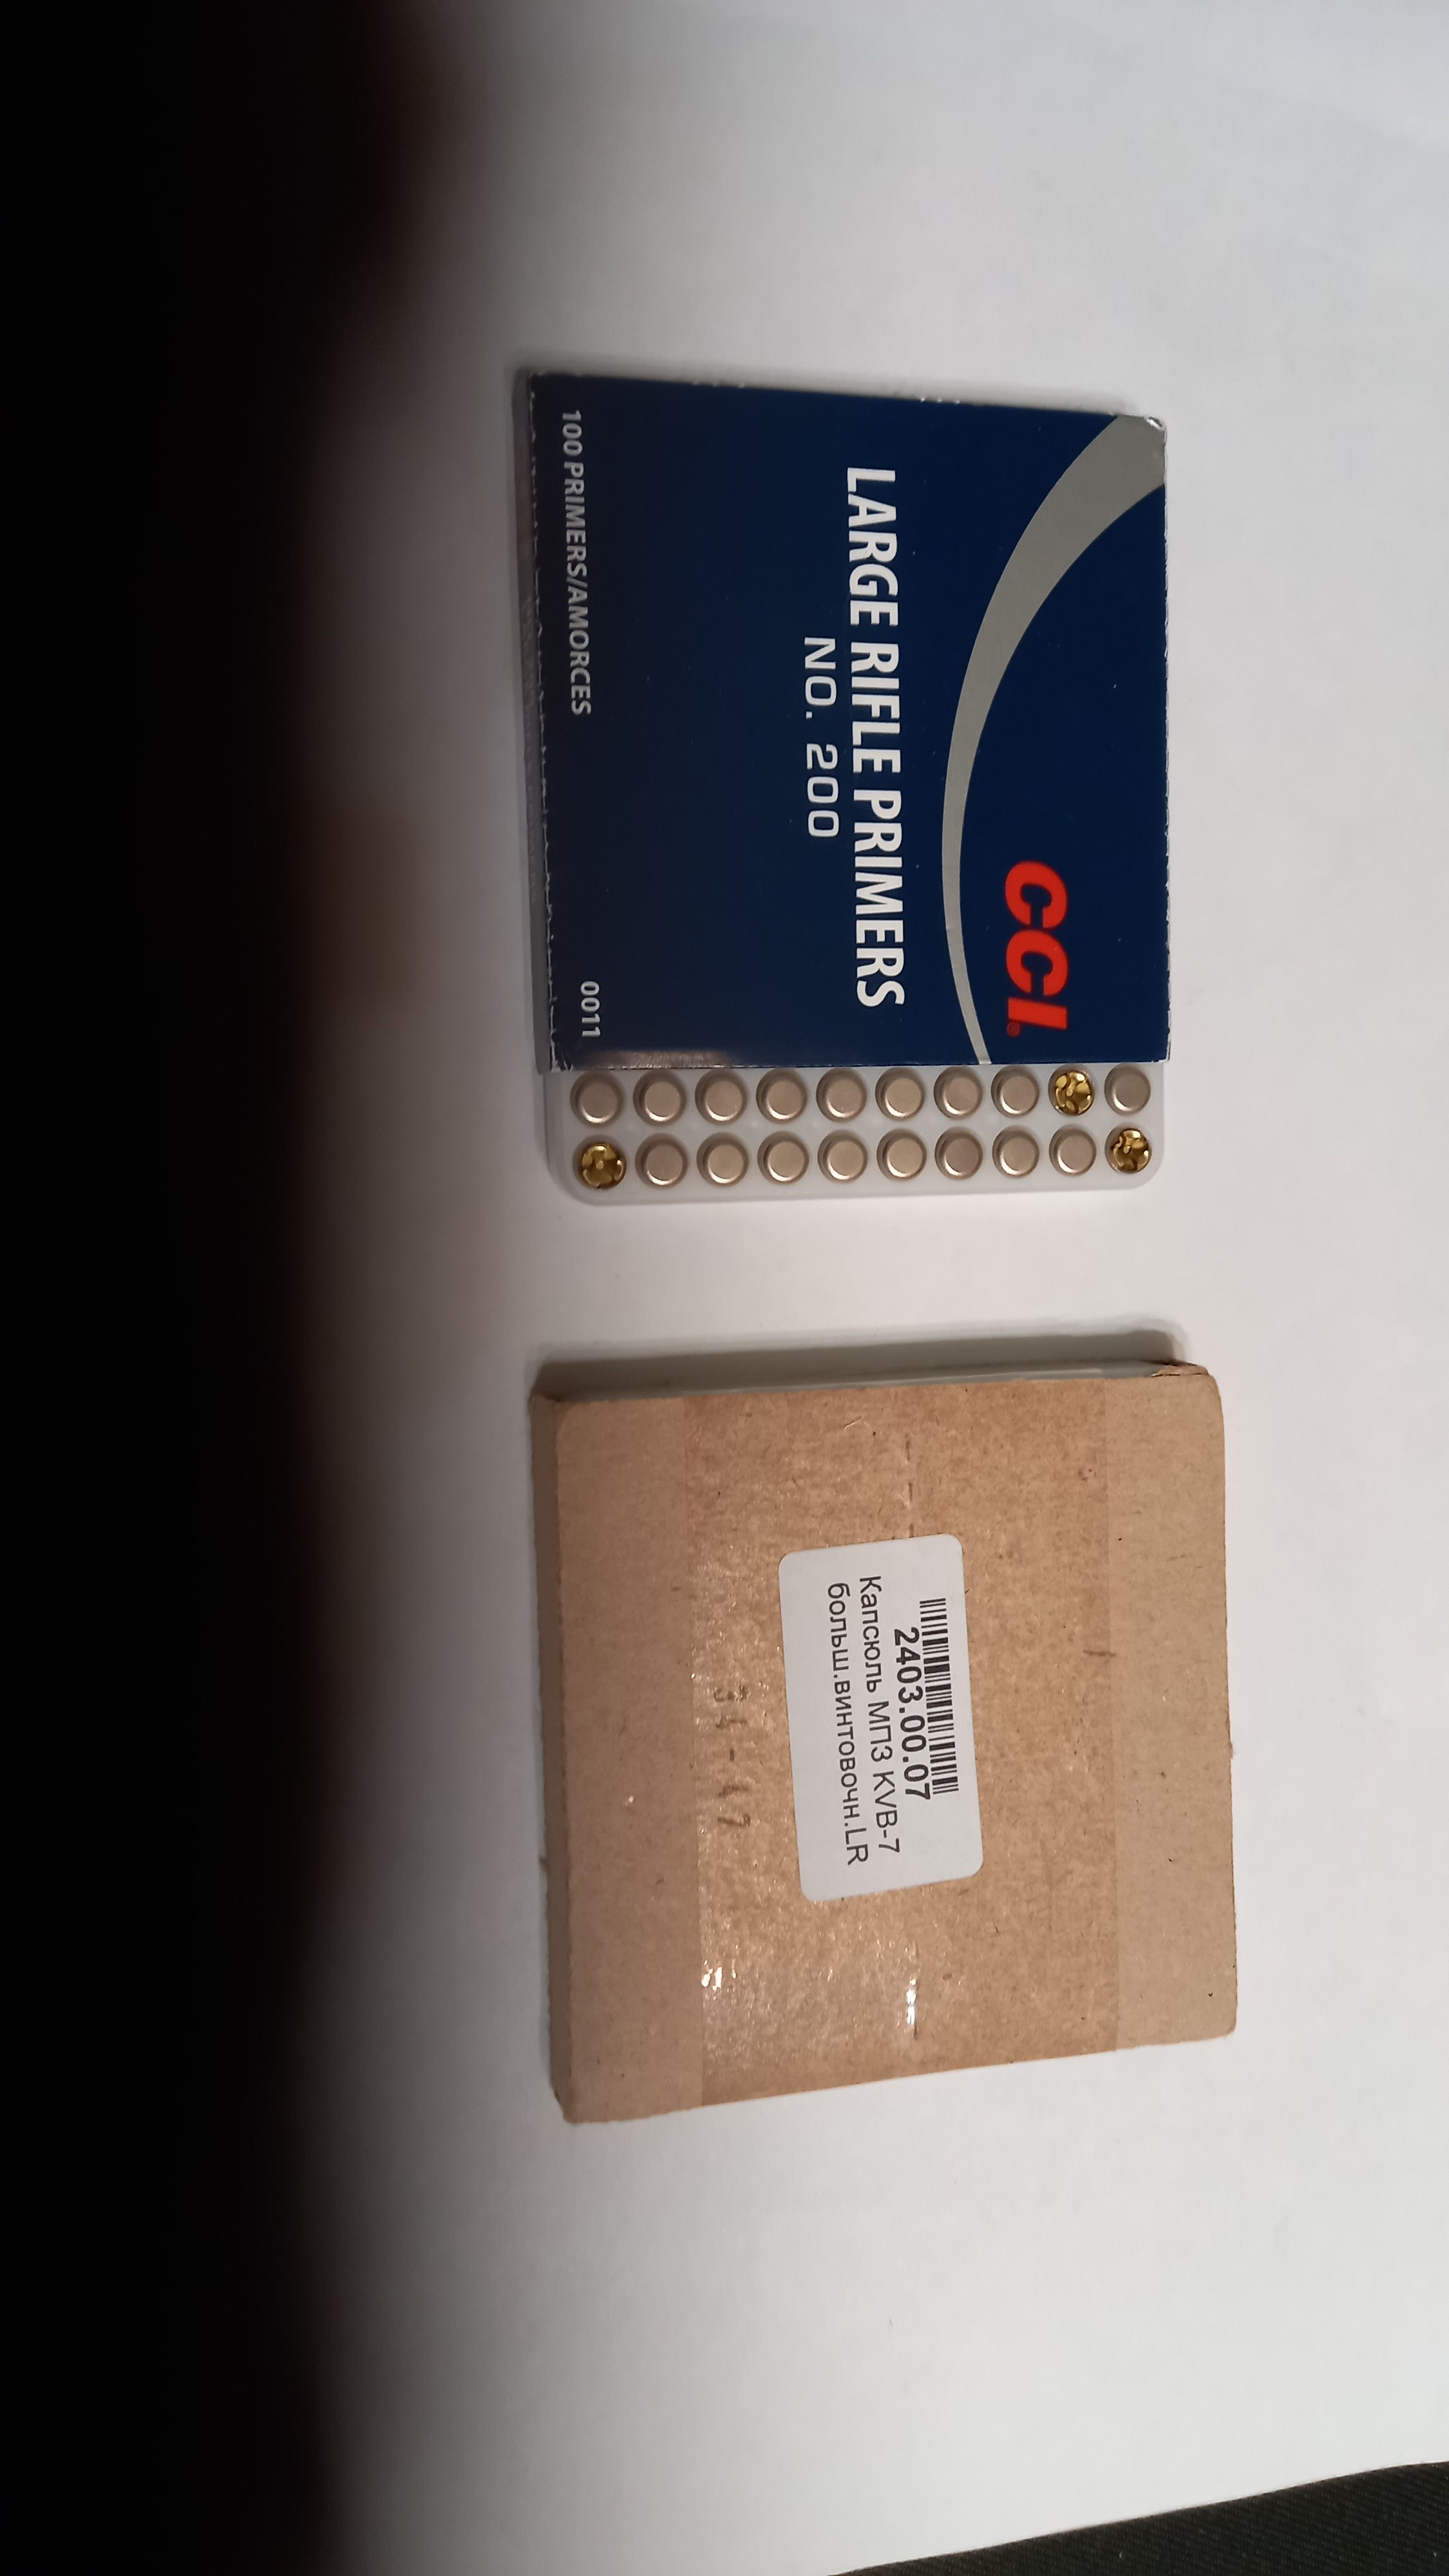 CCI®
LARGE RIFLE PRIMERS
NO. 200
100 PRIMERS/AMORCES
0011
2403.00.07
Капсюль МПЗ KVB-7
больш.винтовочн.LR